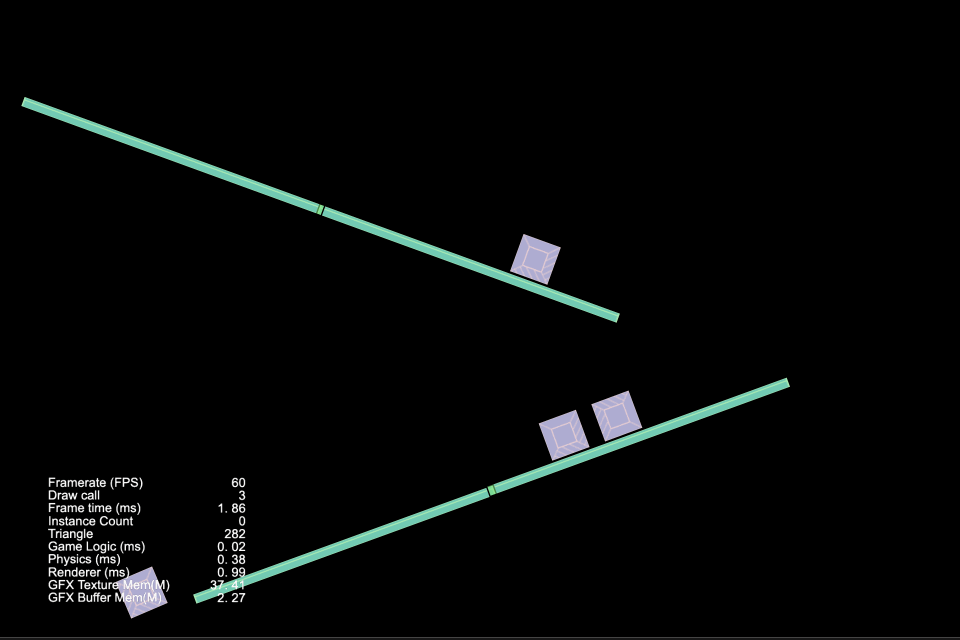 Framerate (FPS) 60
Draw call 3
Frame time (ms) 1.86
Instance Count 0
Triangle 282
Game Logic (ms) 0.02
Physics (ms) 0.38
Renderer (ms) 0.99
GFX Texture Mem(M) 37.41
GFX Buffer Mem(M) 2.27